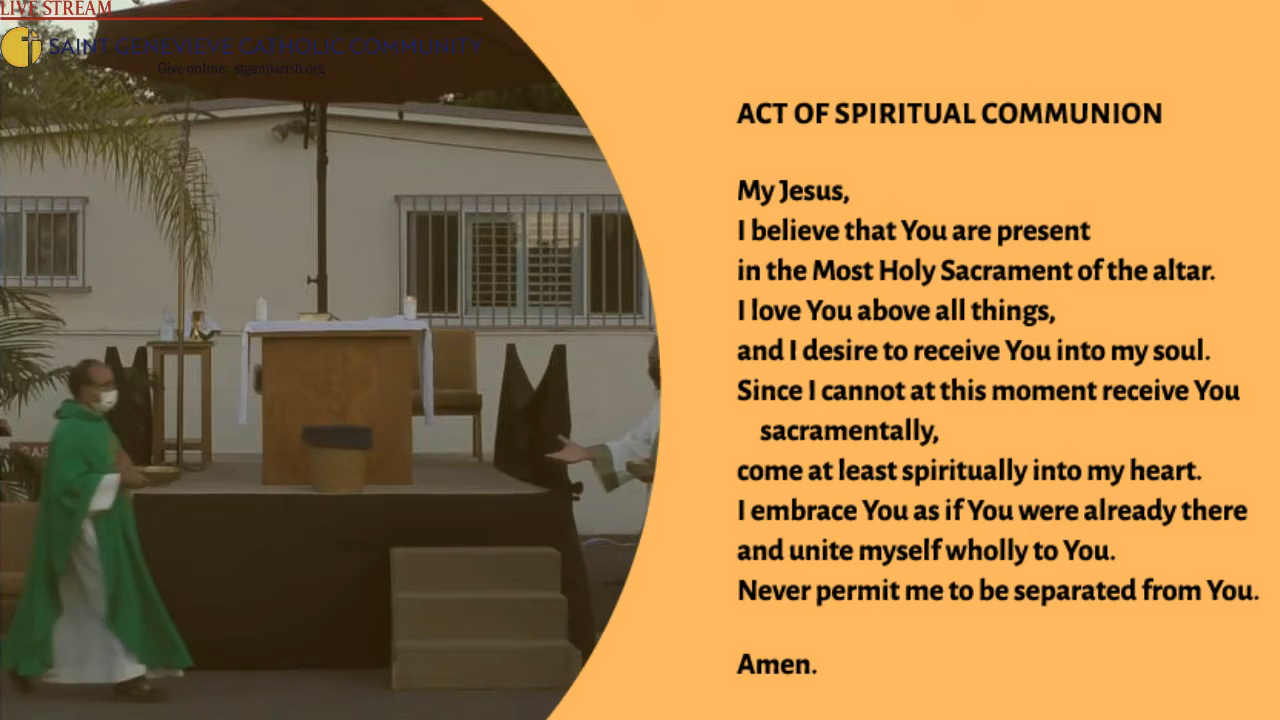 LIVE STREAM
SAINT GENEVIEVE CATHOLIC COMMUNITY
Give online: stgenparish.org
GAS
ACT OF SPIRITUAL COMMUNION
My Jesus,
I believe that You are present
in the Most Holy Sacrament of the altar.
I love You above all things,
and I desire to receive You into my soul.
Since I cannot at this moment receive You
sacramentally,
come at least spiritually into my heart.
I embrace You as if You were already there
and unite myself wholly to You.
Never permit me to be separated from You.
Amen.